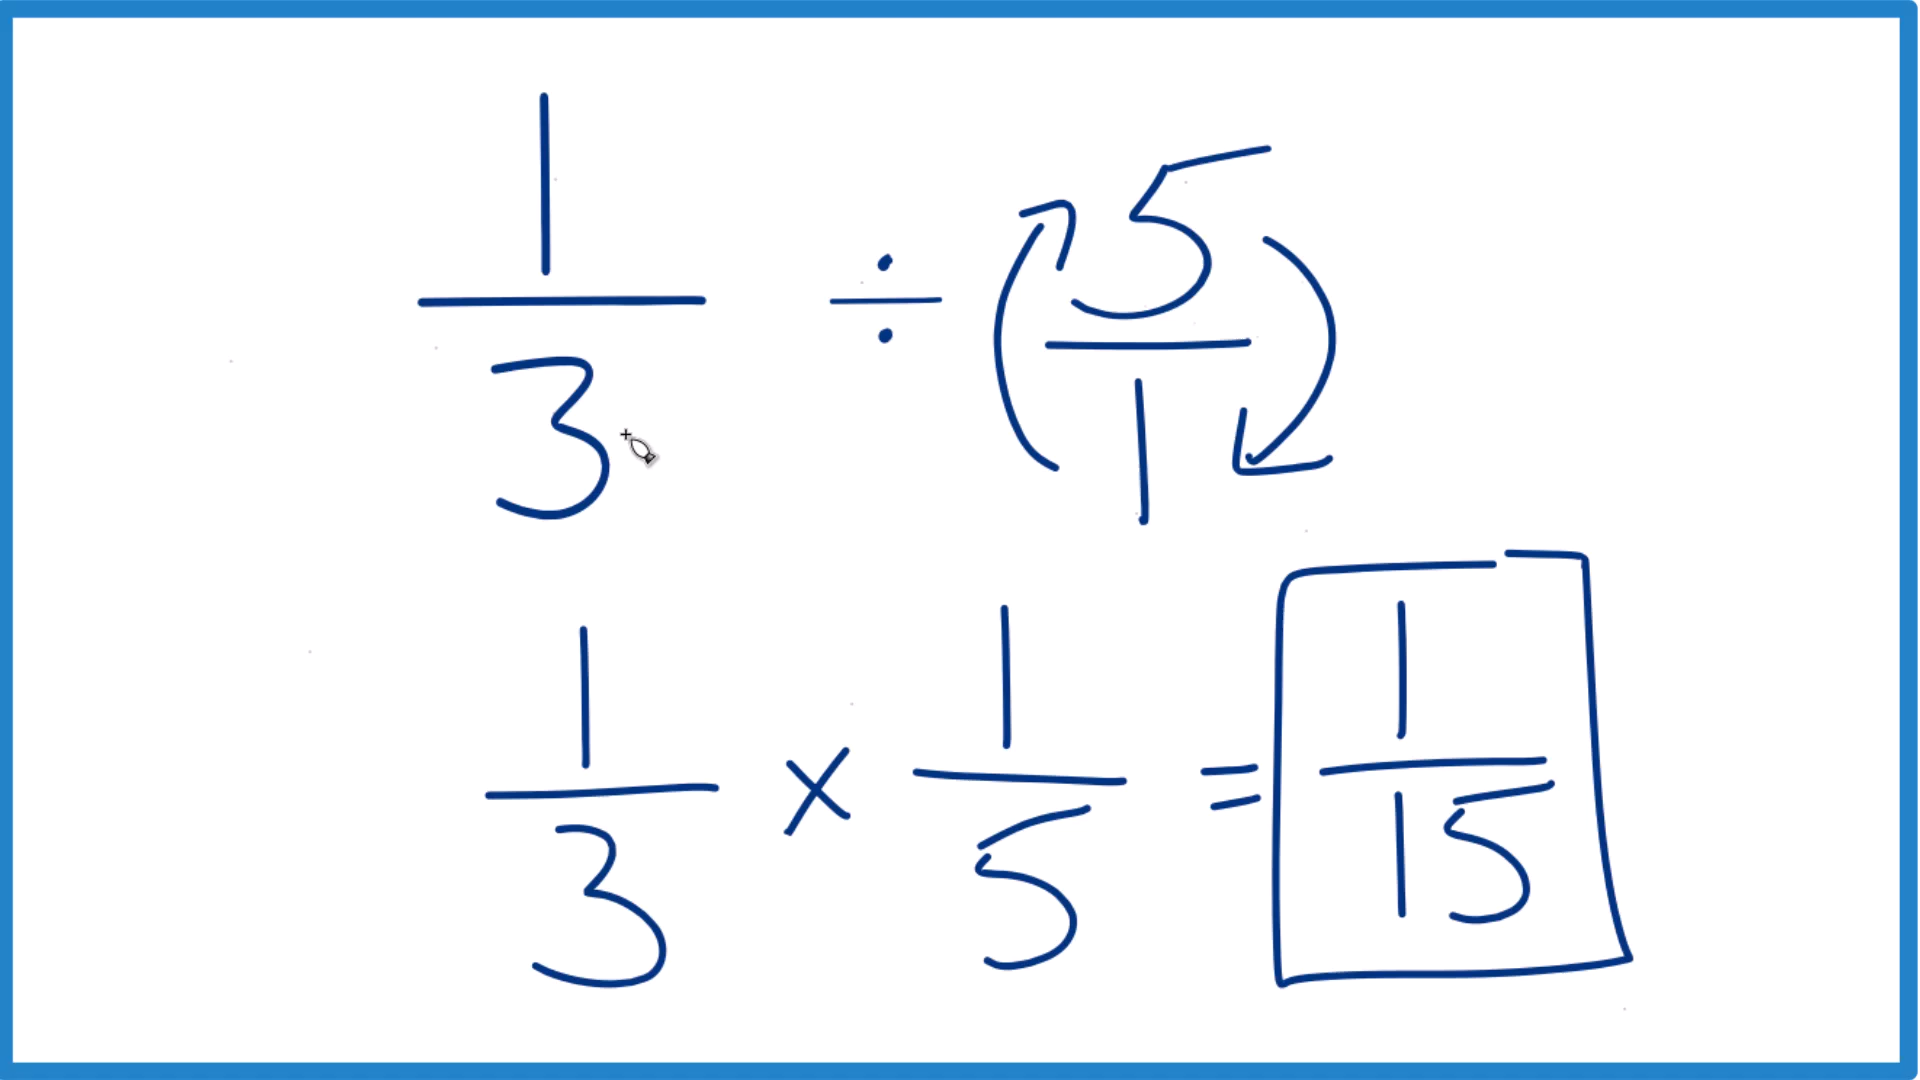 1/3 ÷ 5/1
1/3 × 1/5 = 1/15